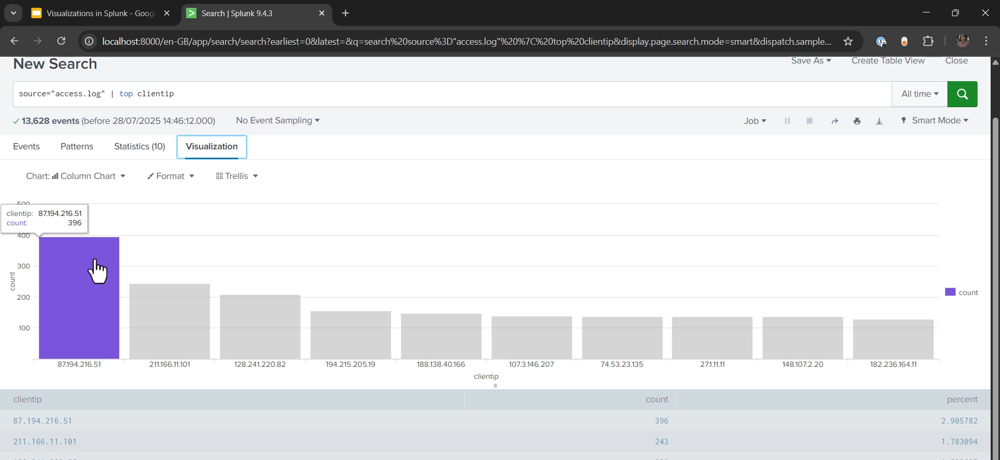 Visualizations in Splunk - Goog
Search | Splunk 9.4.3
localhost:8000/en-GB/app/search/search?earliest=0&latest=&q=search%20source%3D"access.log"%20%7C%20top%20clientip&display.page.search.mode=smart&dispatch.sample...
New Search
Save As
Create Table View
Close
source="access.log" | top clientip
All time
13,628 events (before 28/07/2025 14:46:12.000)
No Event Sampling
Job
Smart Mode
Events
Patterns
Statistics (10)
Visualization
Chart: Column Chart
Format
Trellis
500
clientip: 87.194.216.51
count: 396
400
300
200
100
count
count
87.194.216.51
211.166.11.101
128.241.220.82
194.215.205.19
188.138.40.166
107.3.146.207
74.53.23.135
27.1.11.11
148.107.2.20
182.236.164.11
clientip
clientip count percent
87.194.216.51 396 2.905782
211.166.11.101 243 1.783094